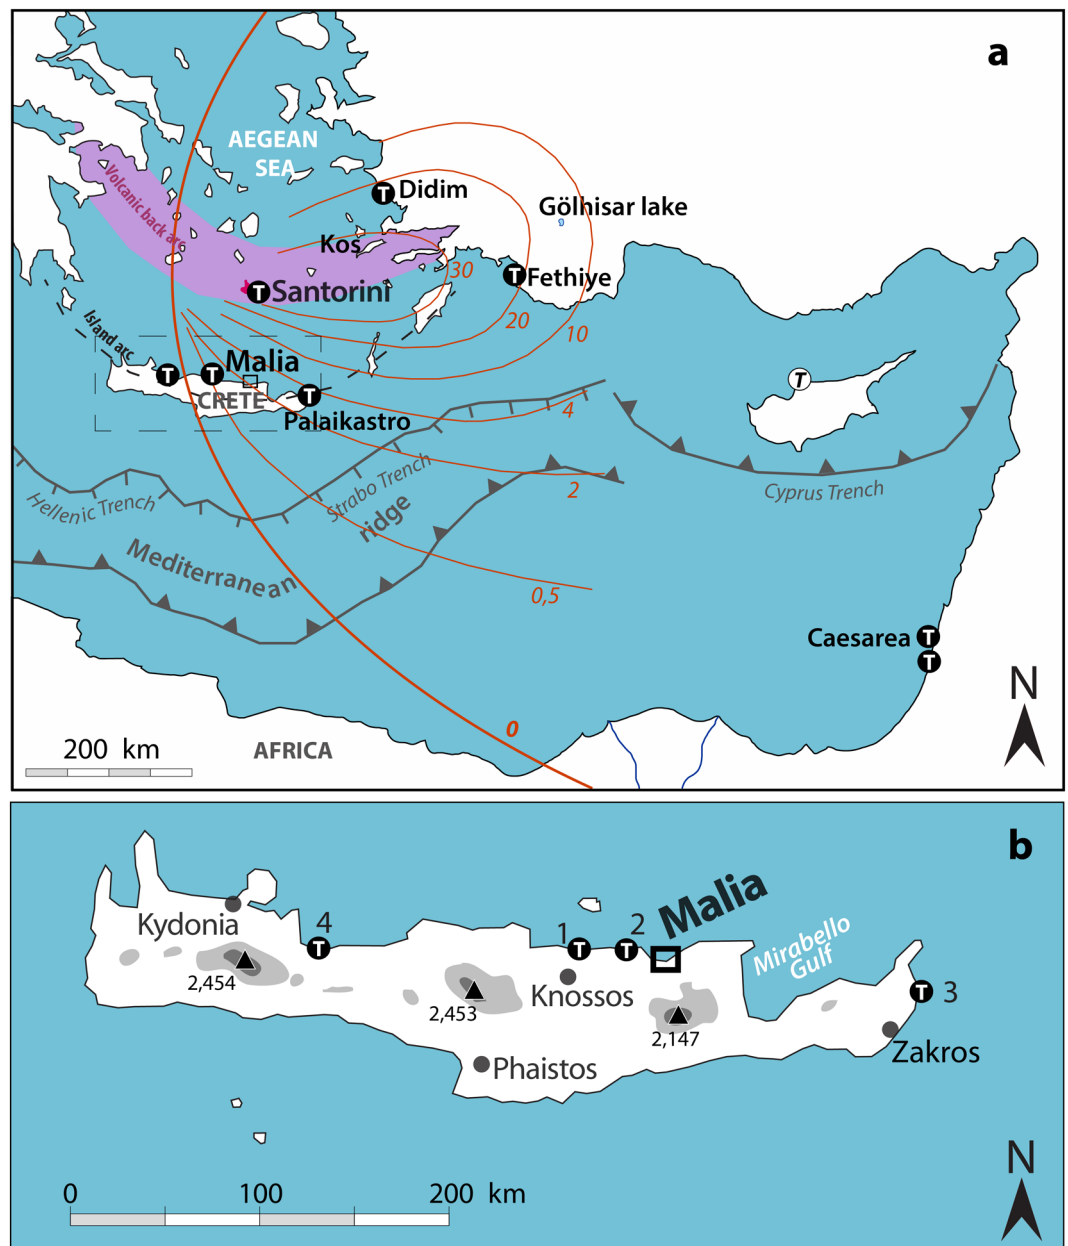 a
AEGEAN
SEA
Volcanic back arc
T Didim
Gölhisar lake
Kos
30
T Fethiye
T Santorini
20
10
Island arc
Malia
T
T
T
T
CRETE
4
Palaikastro
Strabo Trench
2
Cyprus Trench
Hellenic Trench
ridge
Mediterranean
0,5
Caesarea T
T
N
0
200 km
AFRICA
b
Malia
Kydonia
4
T
1
T
2
T
Mirabello
Gulf
2,454
Knossos
T 3
2,453
2,147
Zakros
Phaistos
N
0
100
200 km